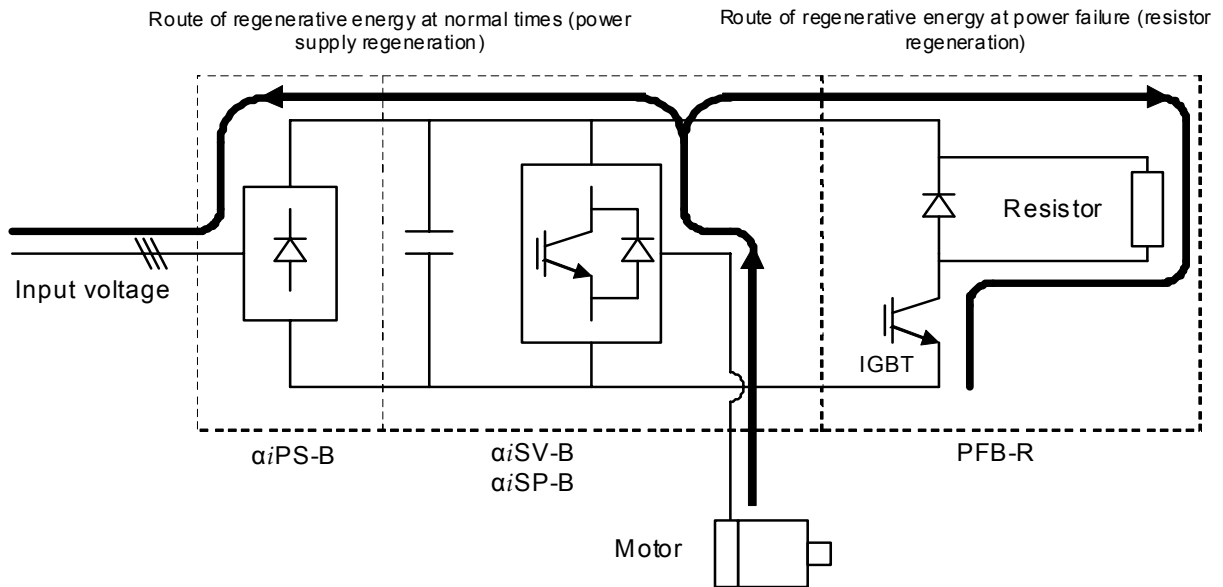 Route of regenerative energy at normal times (power
supply regeneration)
Route of regenerative energy at power failure (resistor
regeneration)
Resistor
Input voltage
IGBT
αiPS-B
αiSV-B
αiSP-B
PFB-R
Motor